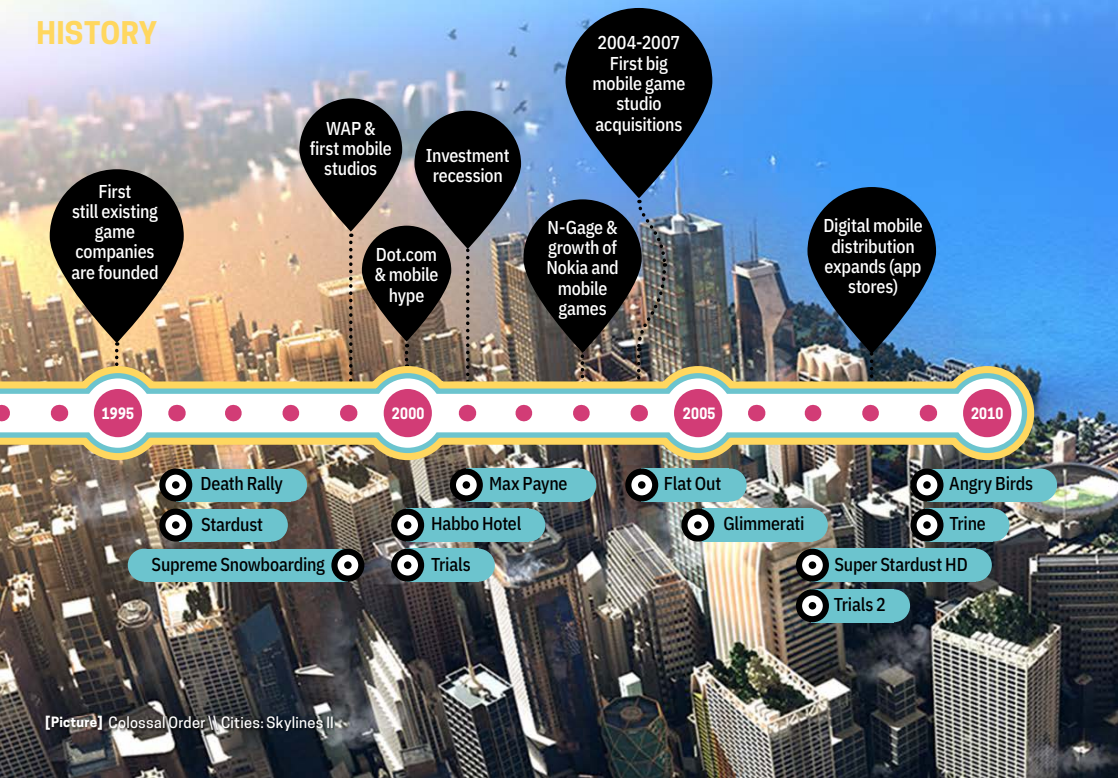 HISTORY
2004-2007
First big
mobile game
studio
acquisitions
WAP &
first mobile
studios
Investment
recession
First
still existing
game
companies
are founded
Dot.com
& mobile
hype
N-Gage &
growth of
Nokia and
mobile
games
Digital mobile
distribution
expands (app
stores)
1995
2000
2005
2010
Death Rally
Max Payne
Flat Out
Angry Birds
Stardust
Habbo Hotel
Glimmerati
Trine
Supreme Snowboarding
Trials
Super Stardust HD
Trials 2
[Picture] Colossal Order \\ Cities: Skylines II